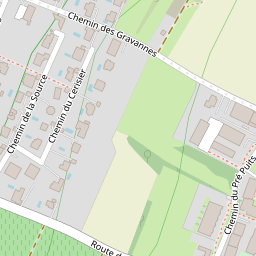 Chemin des Gravannes
Chemin de la Source
Chemin du Cerisier
Chemin du Pré Puits
Route d